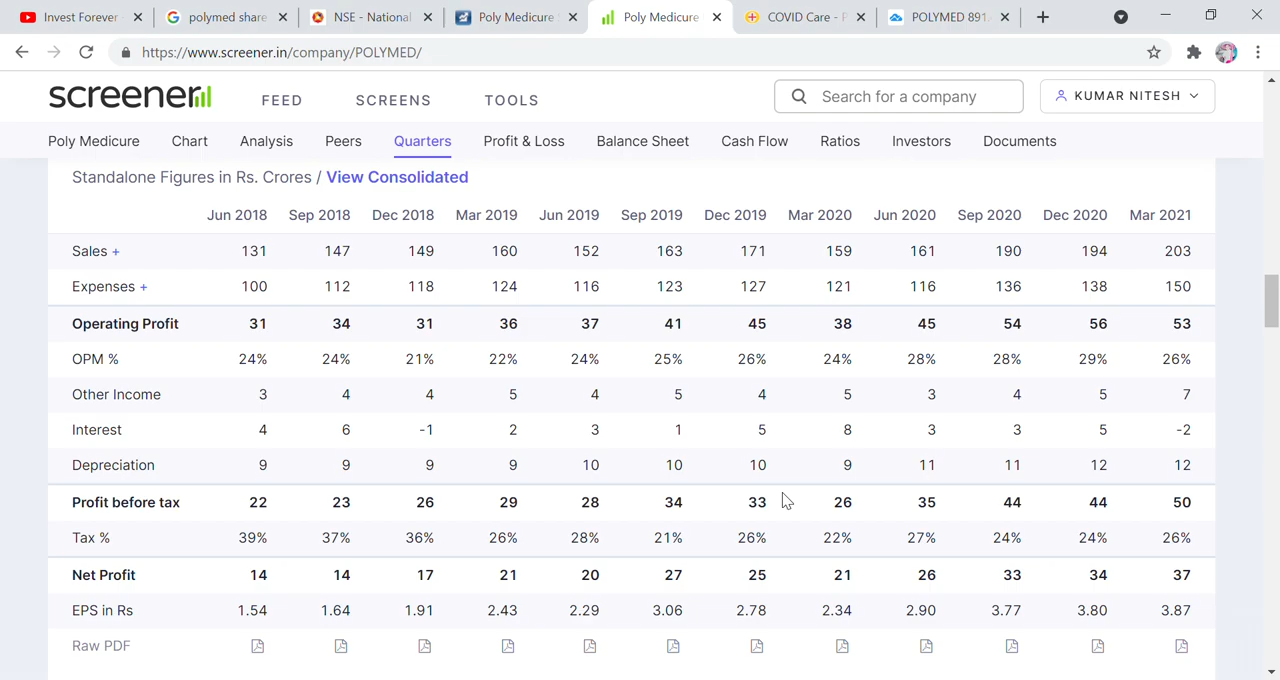 Invest Forever
polymed share
NSE - National
Poly Medicure
Poly Medicure
COVID Care - P
POLYMED 891.
https://www.screener.in/company/POLYMED/
screener
FEED
SCREENS
TOOLS
Search for a company
KUMAR NITESH
Poly Medicure Chart Analysis Peers Quarters Profit & Loss Balance Sheet Cash Flow Ratios Investors Documents
Standalone Figures in Rs. Crores / View Consolidated
Jun 2018 Sep 2018 Dec 2018 Mar 2019 Jun 2019 Sep 2019 Dec 2019 Mar 2020 Jun 2020 Sep 2020 Dec 2020 Mar 2021
Sales + 131 147 149 160 152 163 171 159 161 190 194 203
Expenses + 100 112 118 124 116 123 127 121 116 136 138 150
Operating Profit 31 34 31 36 37 41 45 38 45 54 56 53
OPM % 24% 24% 21% 22% 24% 25% 26% 24% 28% 28% 29% 26%
Other Income 3 4 4 5 4 5 4 5 3 4 5 7
Interest 4 6 -1 2 3 1 5 8 3 3 5 -2
Depreciation 9 9 9 9 10 10 10 9 11 11 12 12
Profit before tax 22 23 26 29 28 34 33 26 35 44 44 50
Tax % 39% 37% 36% 26% 28% 21% 26% 22% 27% 24% 24% 26%
Net Profit 14 14 17 21 20 27 25 21 26 33 34 37
EPS in Rs 1.54 1.64 1.91 2.43 2.29 3.06 2.78 2.34 2.90 3.77 3.80 3.87
Raw PDF